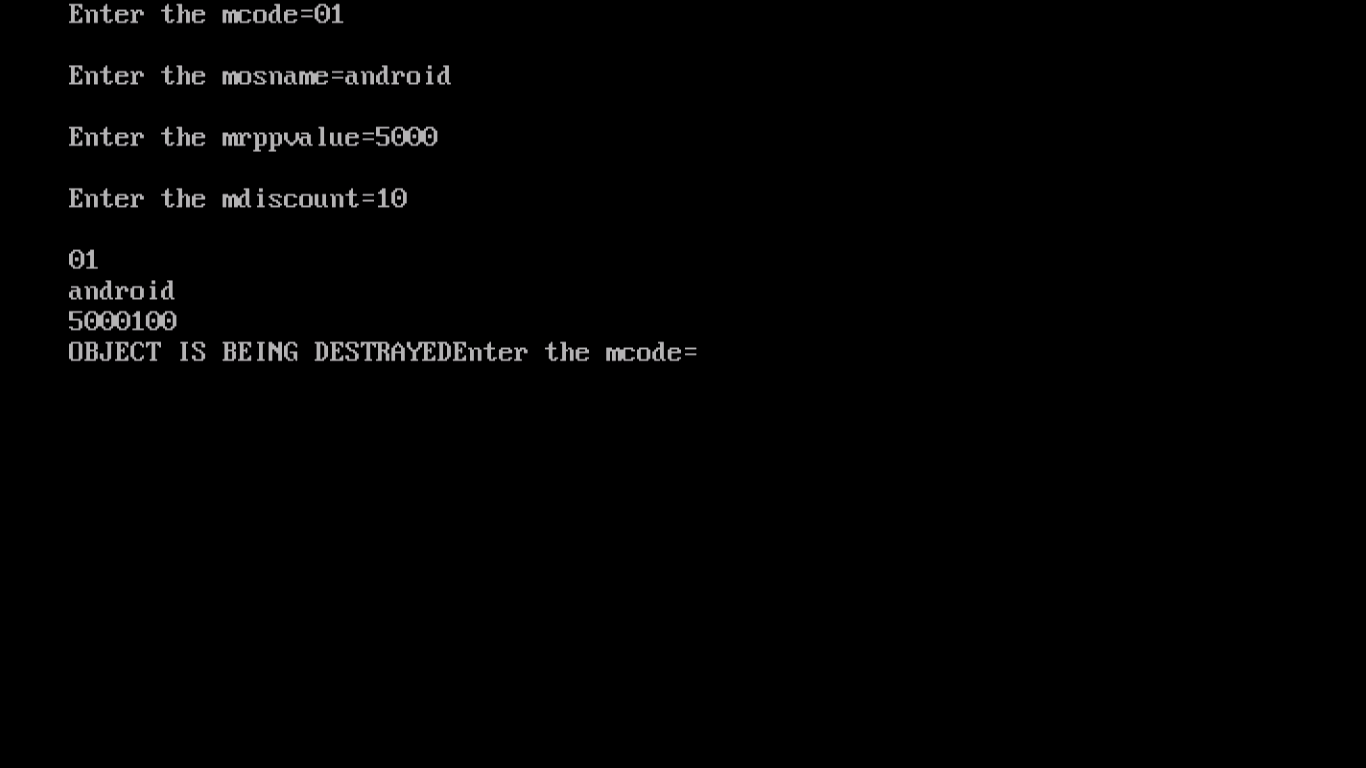 Enter the mcode=01
Enter the mosname=android
Enter the mrppvalue=5000
Enter the mdiscount=10
01
android
5000100
OBJECT IS BEING DESTRAYEDEnter the mcode=